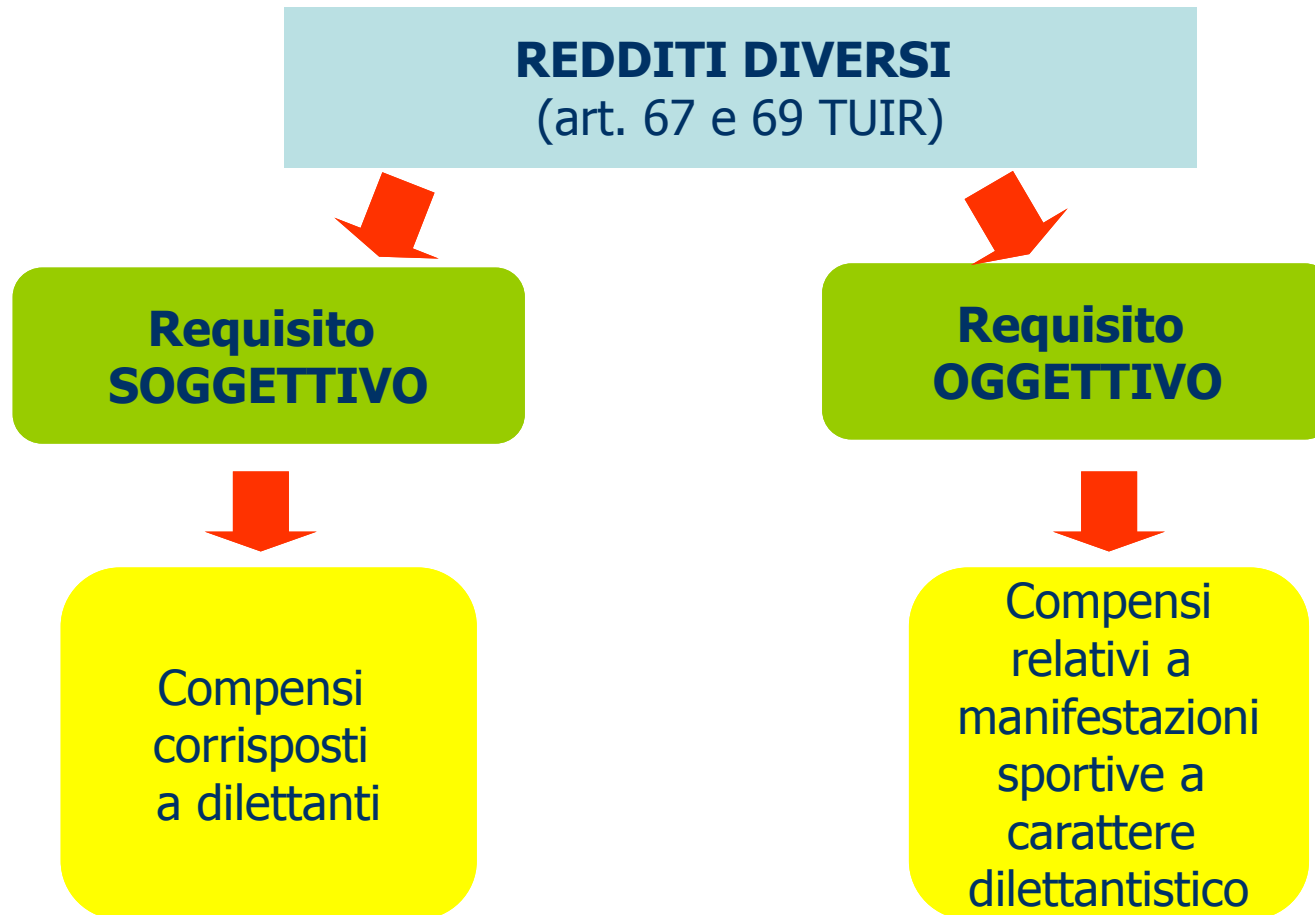 REDDITI DIVERSI
(art. 67 e 69 TUIR)
Requisito
SOGGETTIVO
Requisito
OGGETTIVO
Compensi
corrisposti
a dilettanti
Compensi
relativi a
manifestazioni
sportive a
carattere
dilettantistico